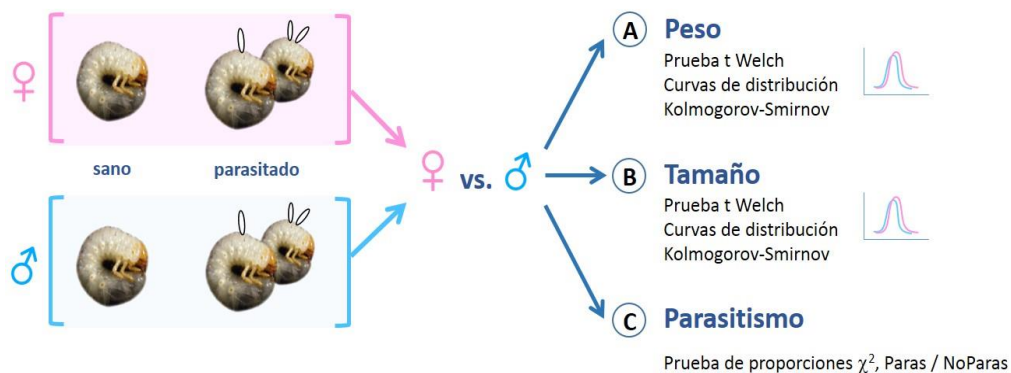 ♀
sano
parasitado
♂
♀ vs. ♂
A Peso
Prueba t Welch
Curvas de distribución
Kolmogorov-Smirnov
B Tamaño
Prueba t Welch
Curvas de distribución
Kolmogorov-Smirnov
C Parasitismo
Prueba de proporciones χ², Paras / NoParas